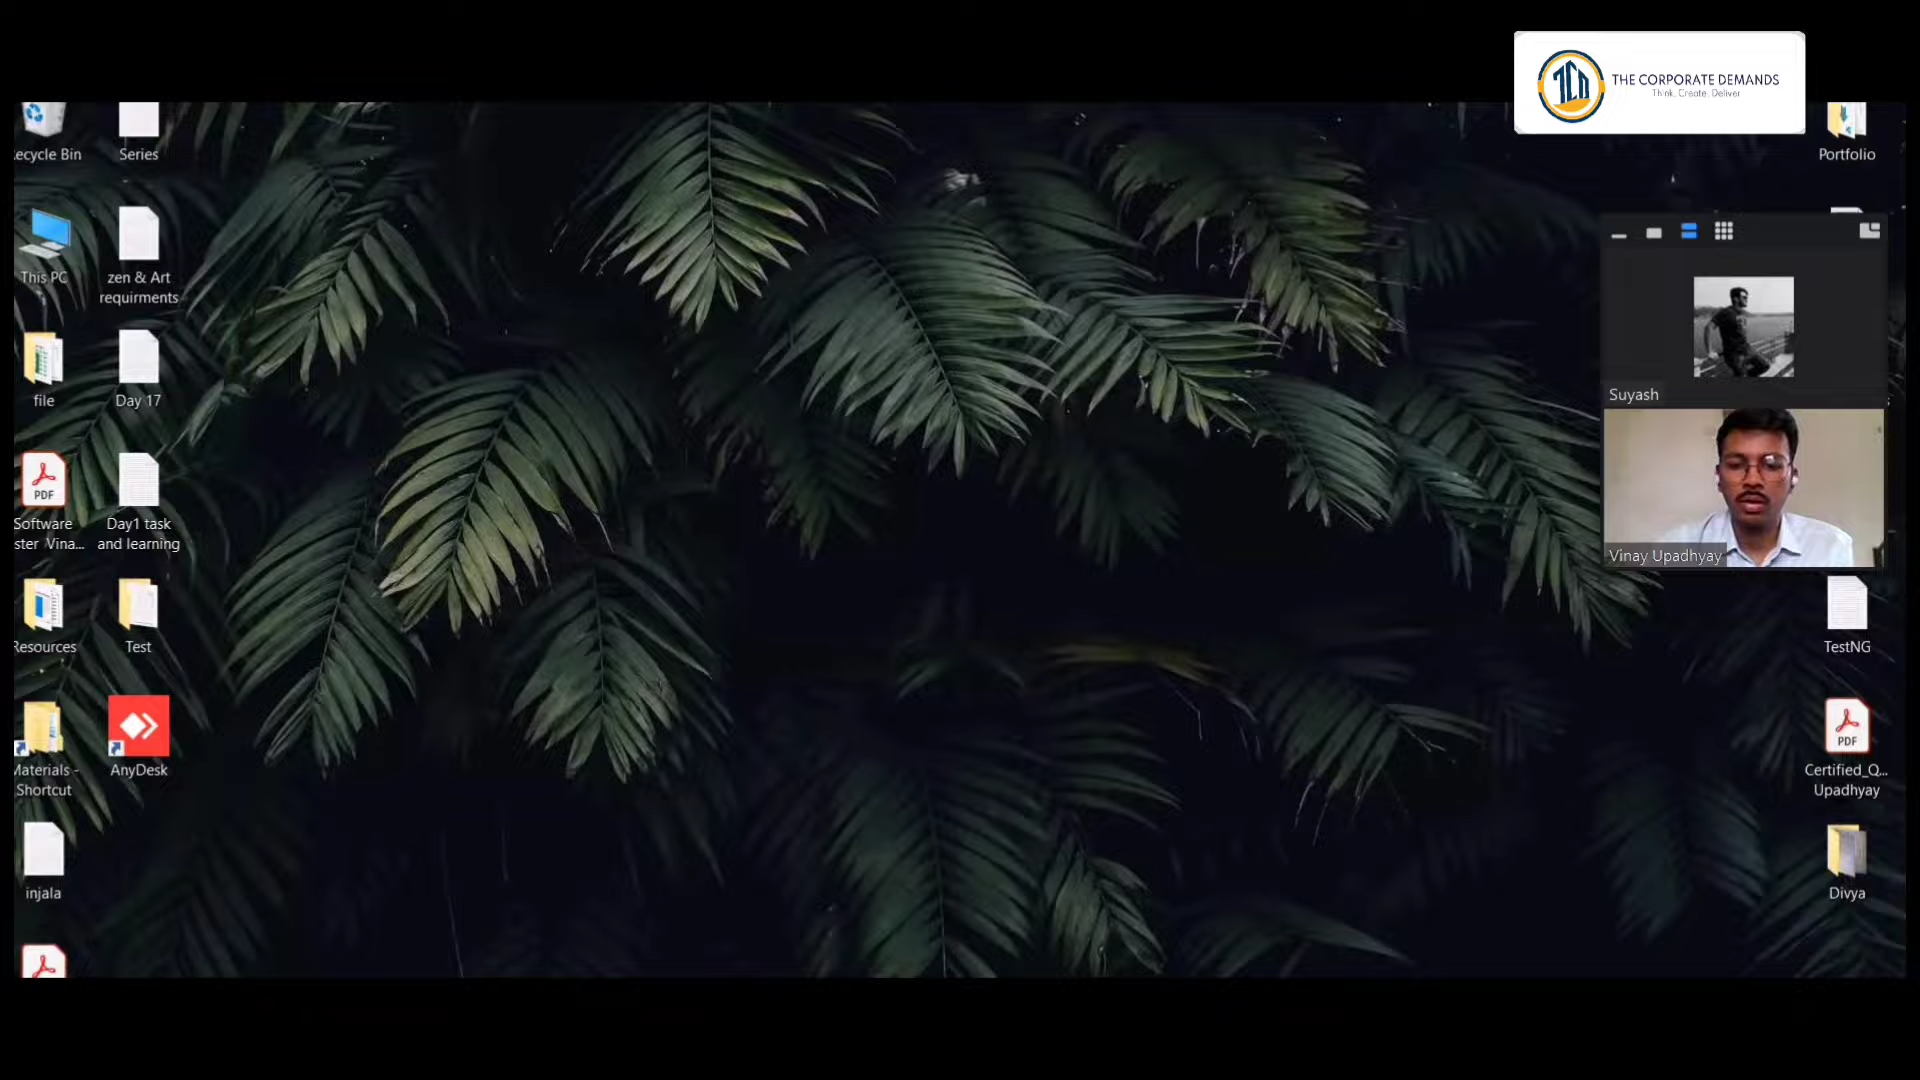 THE CORPORATE DEMANDS
Think. Create. Deliver
ecycle Bin
Series
Portfolio
This PC
zen & Art
requirments
file
Day 17
Suyash
PDF
Software
ster Vina...
Day1 task
and learning
Vinay Upadhyay
Resources
Test
TestNG
Materials -
Shortcut
AnyDesk
PDF
Certified_Q...
Upadhyay
injala
Divya